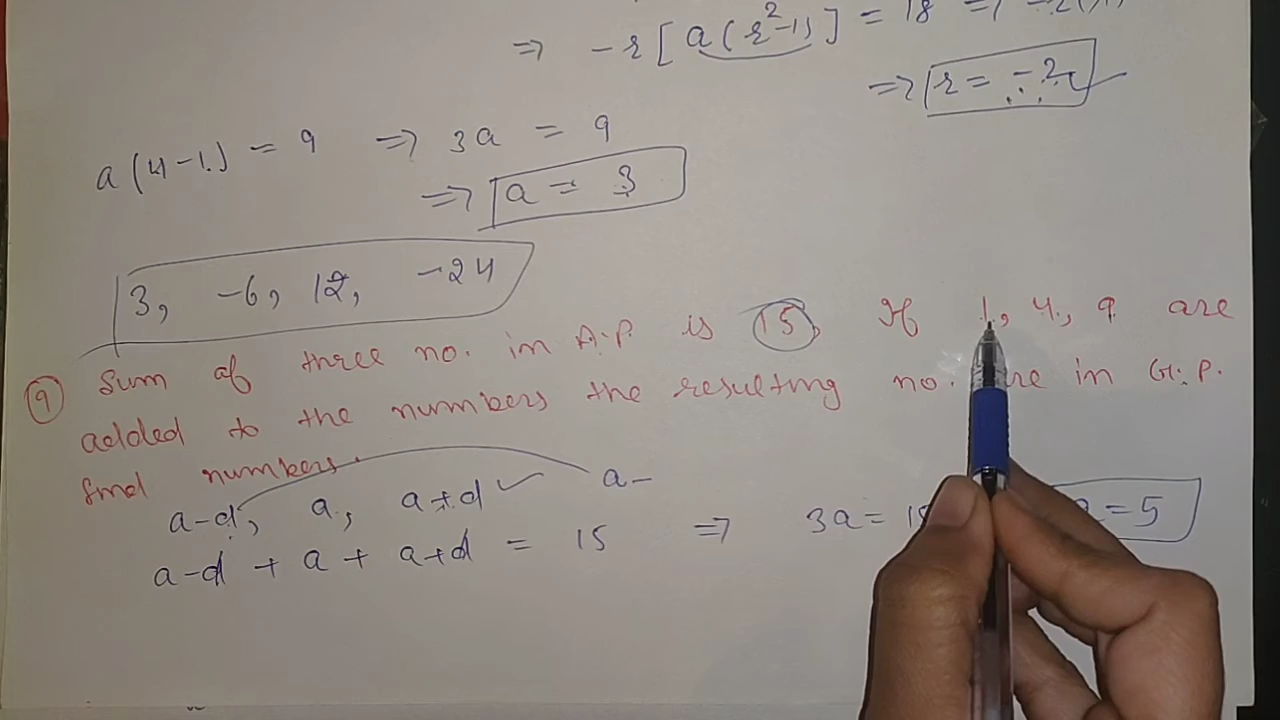 ⇒ -r[a(r²-1)] = 18 ⇒
⇒ r = -2
a(4-1) = 9 ⇒ 3a = 9
⇒ a = 3
3, -6, 12, -24
⑨ Sum of three no. in A.P is 15, If 1, 4, 9 are
added to the numbers the resulting no. are in G.P.
find numbers.
a-d, a, a+d ✓ a-
a-d + a + a+d = 15 ⇒ 3a = = 5